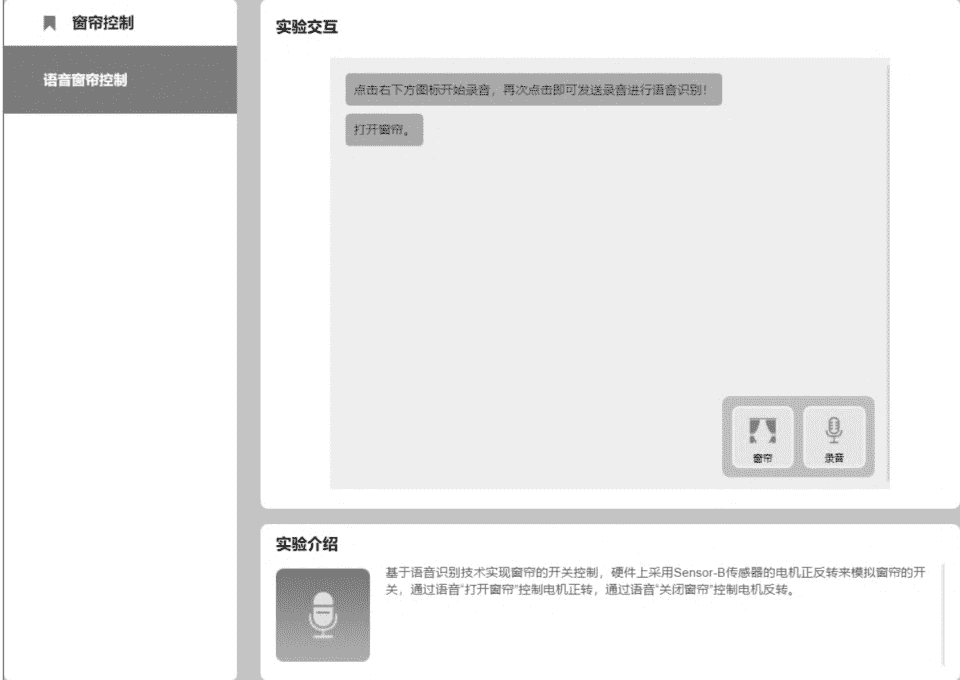 窗帘控制
语音窗帘控制
实验交互
点击右下方图标开始录音，再次点击即可发送录音进行语音识别！
打开窗帘。
窗帘
录音
实验介绍
基于语音识别技术实现窗帘的开关控制，硬件上采用Sensor-B传感器的电机正反转来模拟窗帘的开
关，通过语音“打开窗帘”控制电机正转，通过语音“关闭窗帘”控制电机反转。